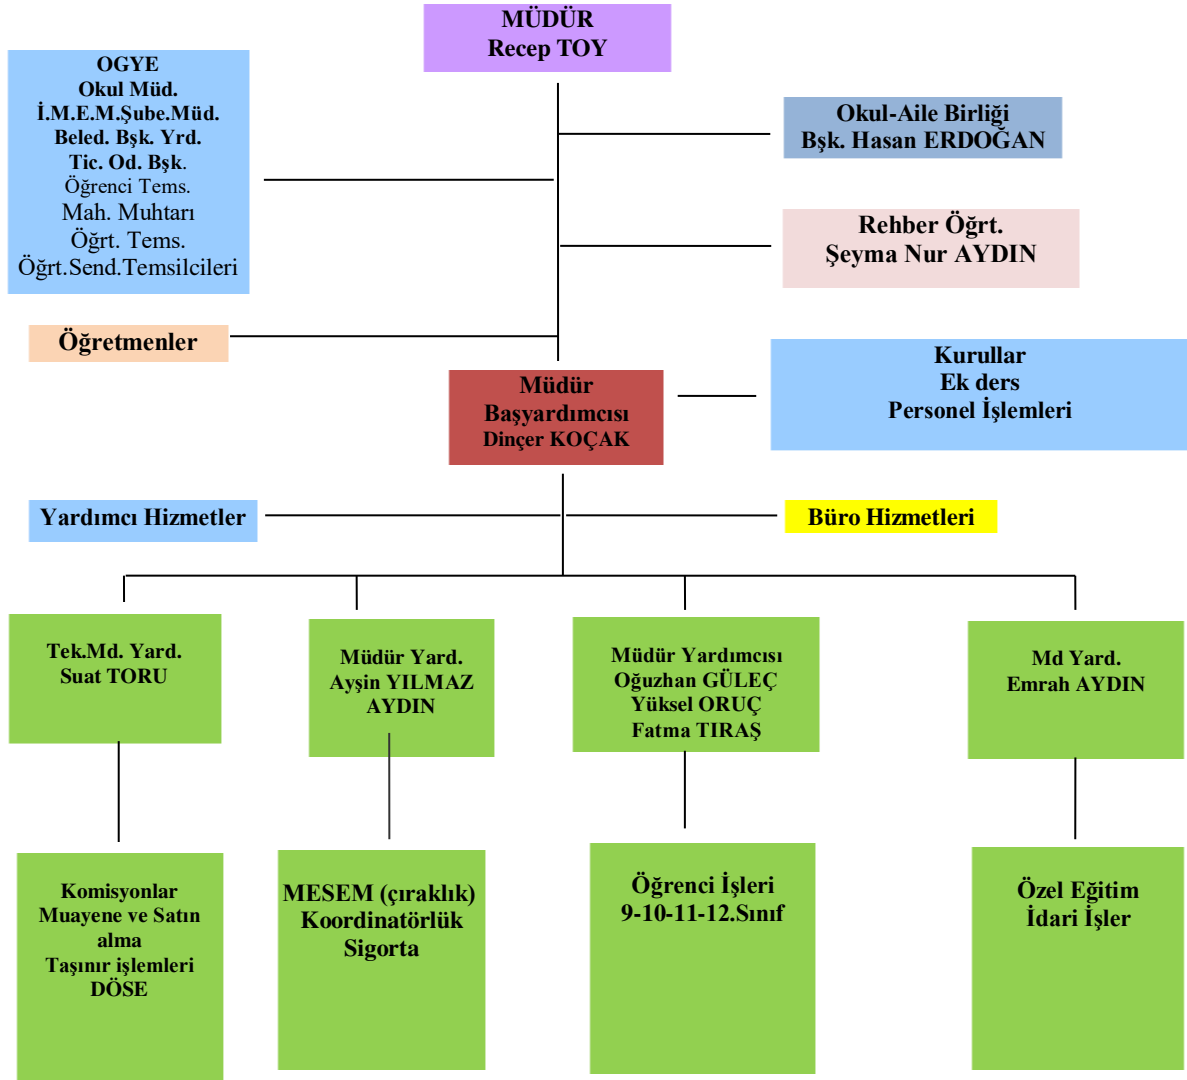 MÜDÜR
Recep TOY
OGYE
Okul Müd.
İ.M.E.M.Şube.Müd.
Beled. Bşk. Yrd.
Tic. Od. Bşk.
Öğrenci Tems.
Mah. Muhtarı
Öğrt. Tems.
Öğrt.Send.Temsilcileri
Okul-Aile Birliği
Bşk. Hasan ERDOĞAN
Rehber Öğrt.
Şeyma Nur AYDIN
Öğretmenler
Kurullar
Ek ders
Personel İşlemleri
Müdür
Başyardımcısı
Dinçer KOÇAK
Yardımcı Hizmetler
Büro Hizmetleri
Tek.Md. Yard.
Suat TORU
Müdür Yard.
Ayşin YILMAZ
AYDIN
Müdür Yardımcısı
Oğuzhan GÜLEÇ
Yüksel ORUÇ
Fatma TIRAŞ
Md Yard.
Emrah AYDIN
Komisyonlar
Muayene ve Satın
alma
Taşınır işlemleri
DÖSE
MESEM (çıraklık)
Koordinatörlük
Sigorta
Öğrenci İşleri
9-10-11-12.Sınıf
Özel Eğitim
İdari İşler